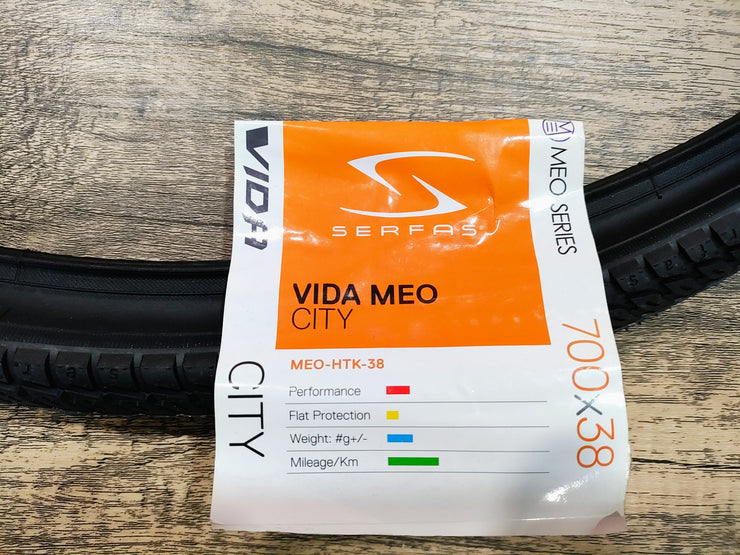 VIDA
SERFAS
MEO SERIES
VIDA MEO
CITY
MEO-HTK-38
Performance
Flat Protection
Weight: #g+/-
Mileage/Km
CITY
700x38